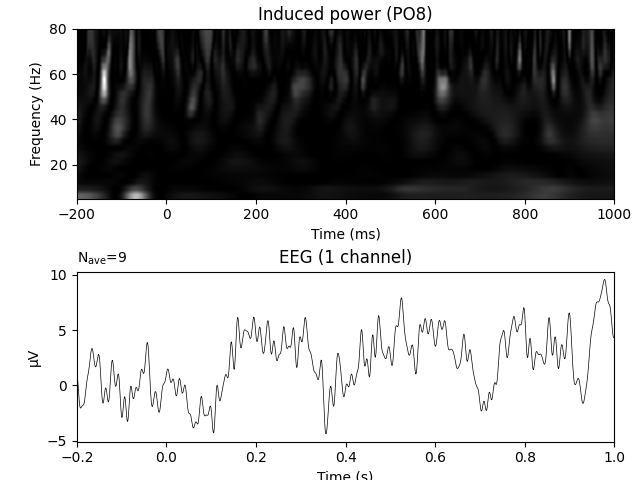 Induced power (PO8)
80
60
40
20
Frequency (Hz)
−200 0 200 400 600 800 1000
Time (ms)
Nave=9 EEG (1 channel)
10
5
0
−5
µV
−0.2 0.0 0.2 0.4 0.6 0.8 1.0
Time (s)